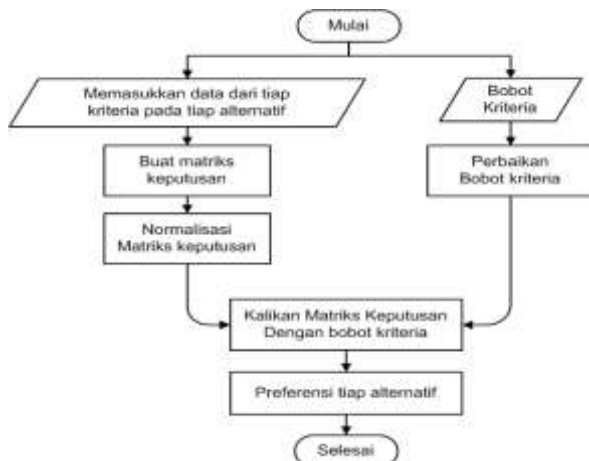 Mulai
Memasukkan data dari tiap
kriteria pada tiap alternatif
Bobot
Kriteria
Buat matriks
keputusan
Perbaikan
Bobot kriteria
Normalisasi
Matriks keputusan
Kalikan Matriks Keputusan
Dengan bobot kriteria
Preferensi tiap alternatif
Selesai